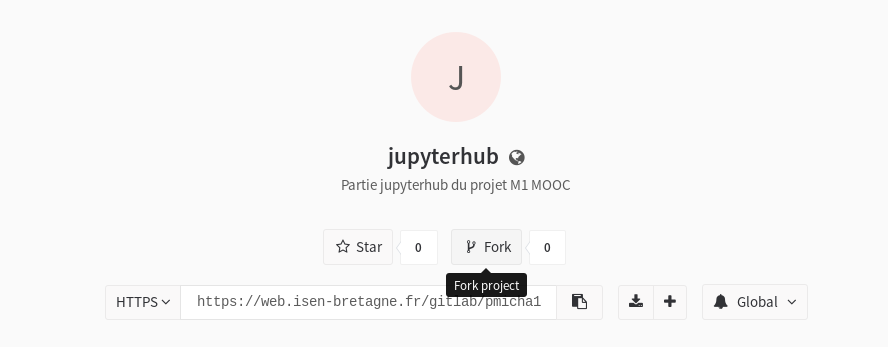 J
jupyterhub
Partie jupyterhub du projet M1 MOOC
Star 0 Fork 0
Fork project
HTTPS https://web.isen-bretagne.fr/gitlab/pmicha1 Global